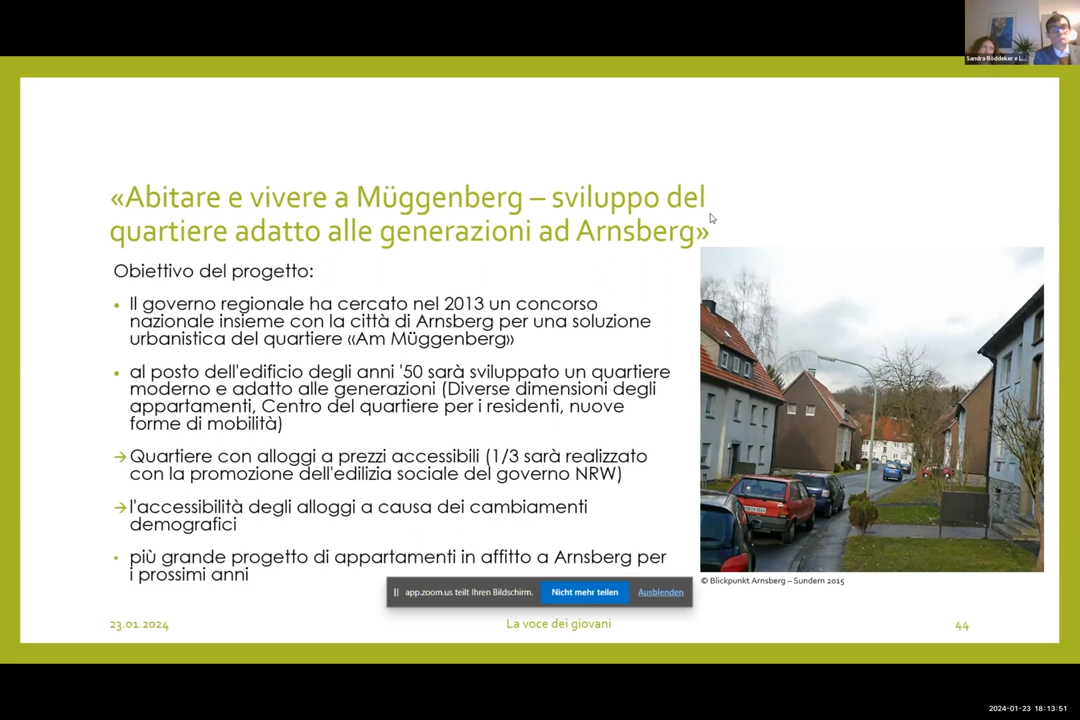 Sandra Böddeker e L...
«Abitare e vivere a Müggenberg – sviluppo del
quartiere adatto alle generazioni ad Arnsberg»
Obiettivo del progetto:
• Il governo regionale ha cercato nel 2013 un concorso
nazionale insieme con la città di Arnsberg per una soluzione
urbanistica del quartiere «Am Müggenberg»
• al posto dell'edificio degli anni '50 sarà sviluppato un quartiere
moderno e adatto alle generazioni (Diverse dimensioni degli
appartamenti, Centro del quartiere per i residenti, nuove
forme di mobilità)
→ Quartiere con alloggi a prezzi accessibili (1/3 sarà realizzato
con la promozione dell'edilizia sociale del governo NRW)
→ l'accessibilità degli alloggi a causa dei cambiamenti
demografici
• più grande progetto di appartamenti in affitto a Arnsberg per
i prossimi anni
© Blickpunkt Arnsberg – Sundern 2015
app.zoom.us teilt Ihren Bildschirm.
Nicht mehr teilen
Ausblenden
23.01.2024
La voce dei giovani
44
2024-01-23 18:13:51